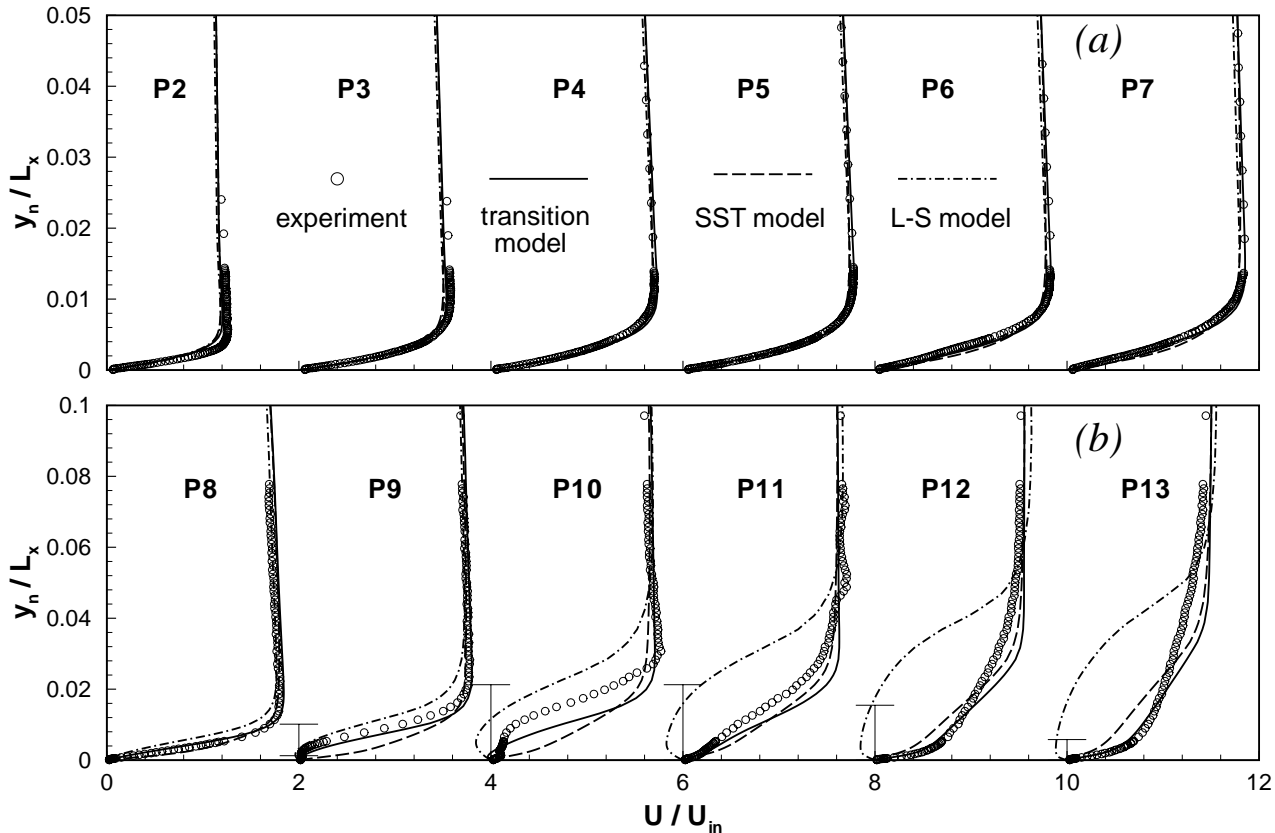 0.05
(a)
P2 P3 P4 P5 P6 P7
0.04
0.03
y_n / L_x
experiment
transition
model
SST model
L-S model
0.02
0.01
0
0.1
(b)
P8 P9 P10 P11 P12 P13
0.08
0.06
y_n / L_x
0.04
0.02
0
0 2 4 6 8 10 12
U / U_in